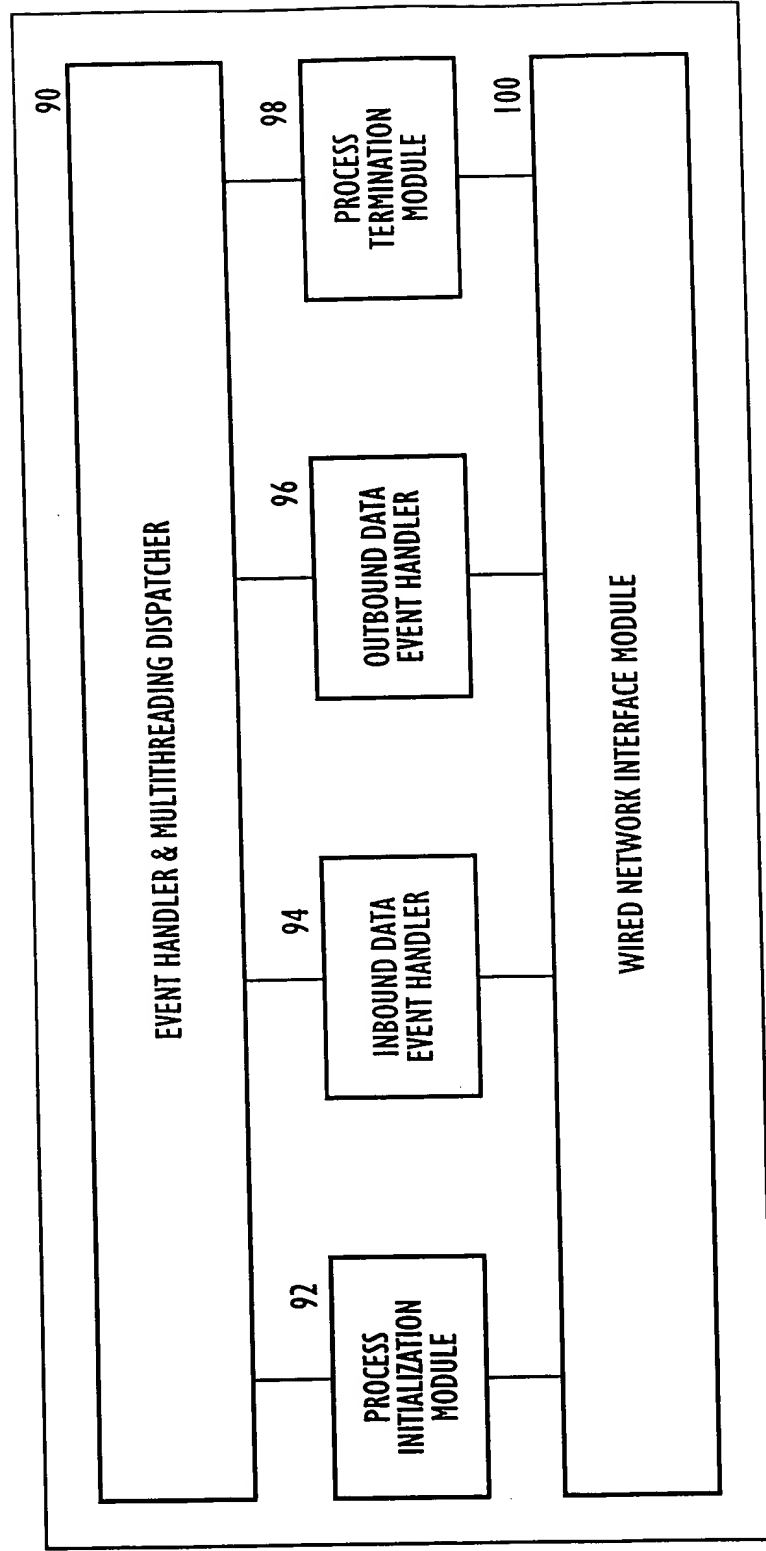 90
EVENT HANDLER & MULTITHREADING DISPATCHER
92
PROCESS
INITIALIZATION
MODULE
94
INBOUND DATA
EVENT HANDLER
96
OUTBOUND DATA
EVENT HANDLER
98
PROCESS
TERMINATION
MODULE
100
WIRED NETWORK INTERFACE MODULE